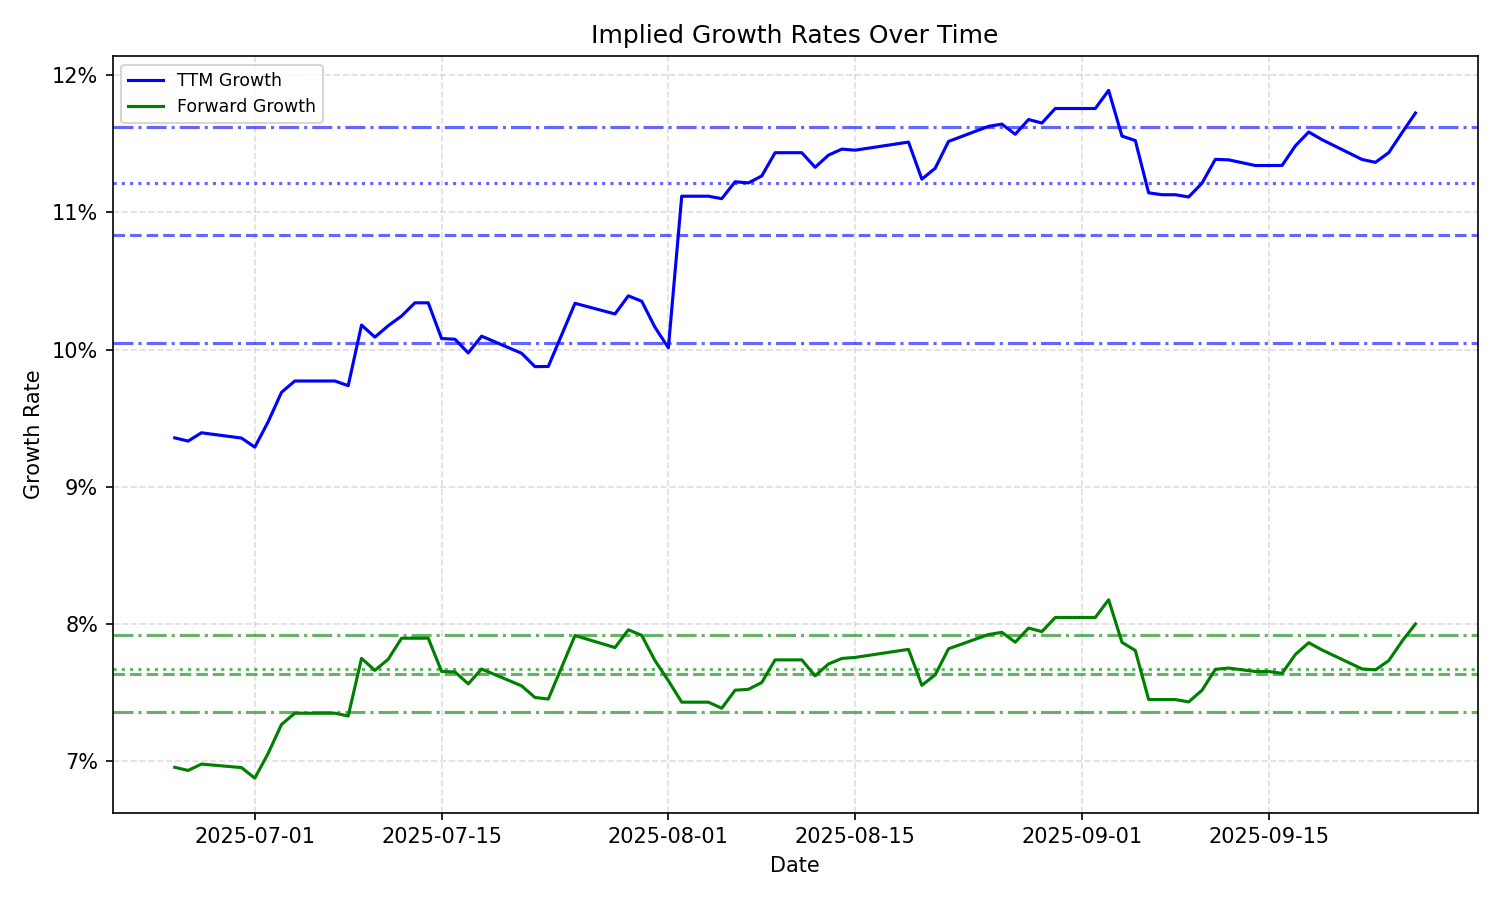 Implied Growth Rates Over Time
TTM Growth
Forward Growth
12%
11%
10%
9%
8%
7%
Growth Rate
2025-07-01 2025-07-15 2025-08-01 2025-08-15 2025-09-01 2025-09-15
Date